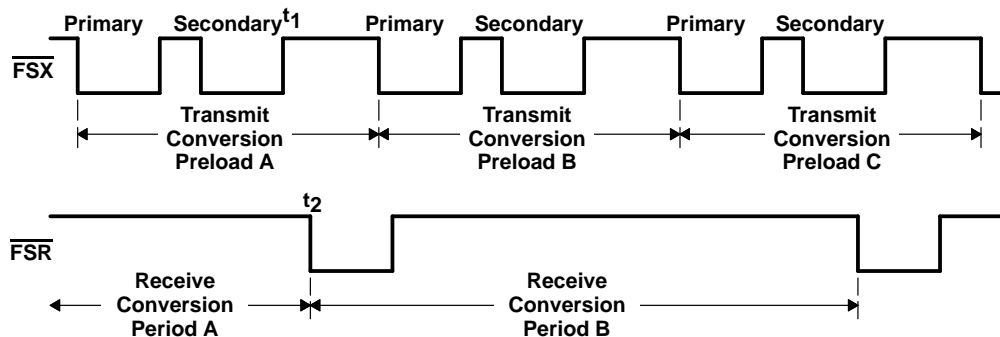 Primary Secondary t1 Primary Secondary Primary Secondary
FSX
Transmit
Conversion
Preload A
Transmit
Conversion
Preload B
Transmit
Conversion
Preload C
t2
FSR
Receive
Conversion
Period A
Receive
Conversion
Period B